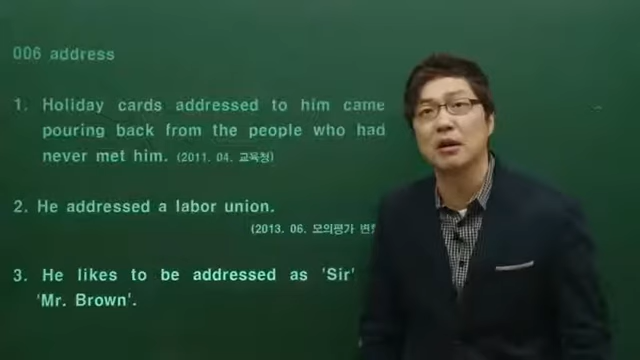 006 address
1. Holiday cards addressed to him came
pouring back from the people who had
never met him. (2011. 04. 교육청)
2. He addressed a labor union.
(2013. 06. 모의평가
3. He likes to be addressed as 'Sir'
'Mr. Brown'.